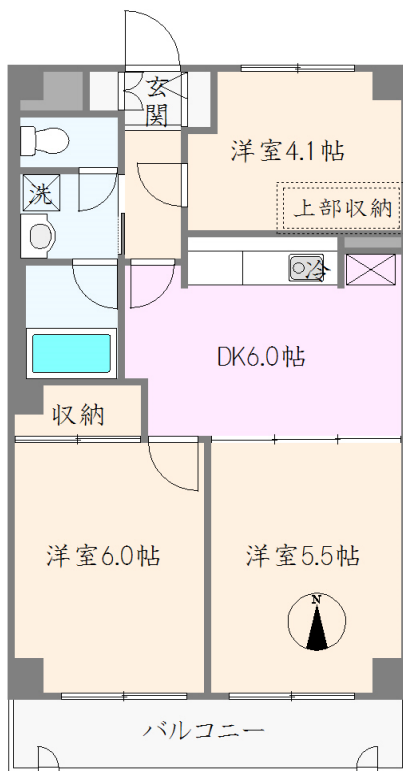 玄
関
洋室4.1帖
洗
上部収納
冷
DK6.0帖
収納
洋室6.0帖
洋室5.5帖
N
バルコニー